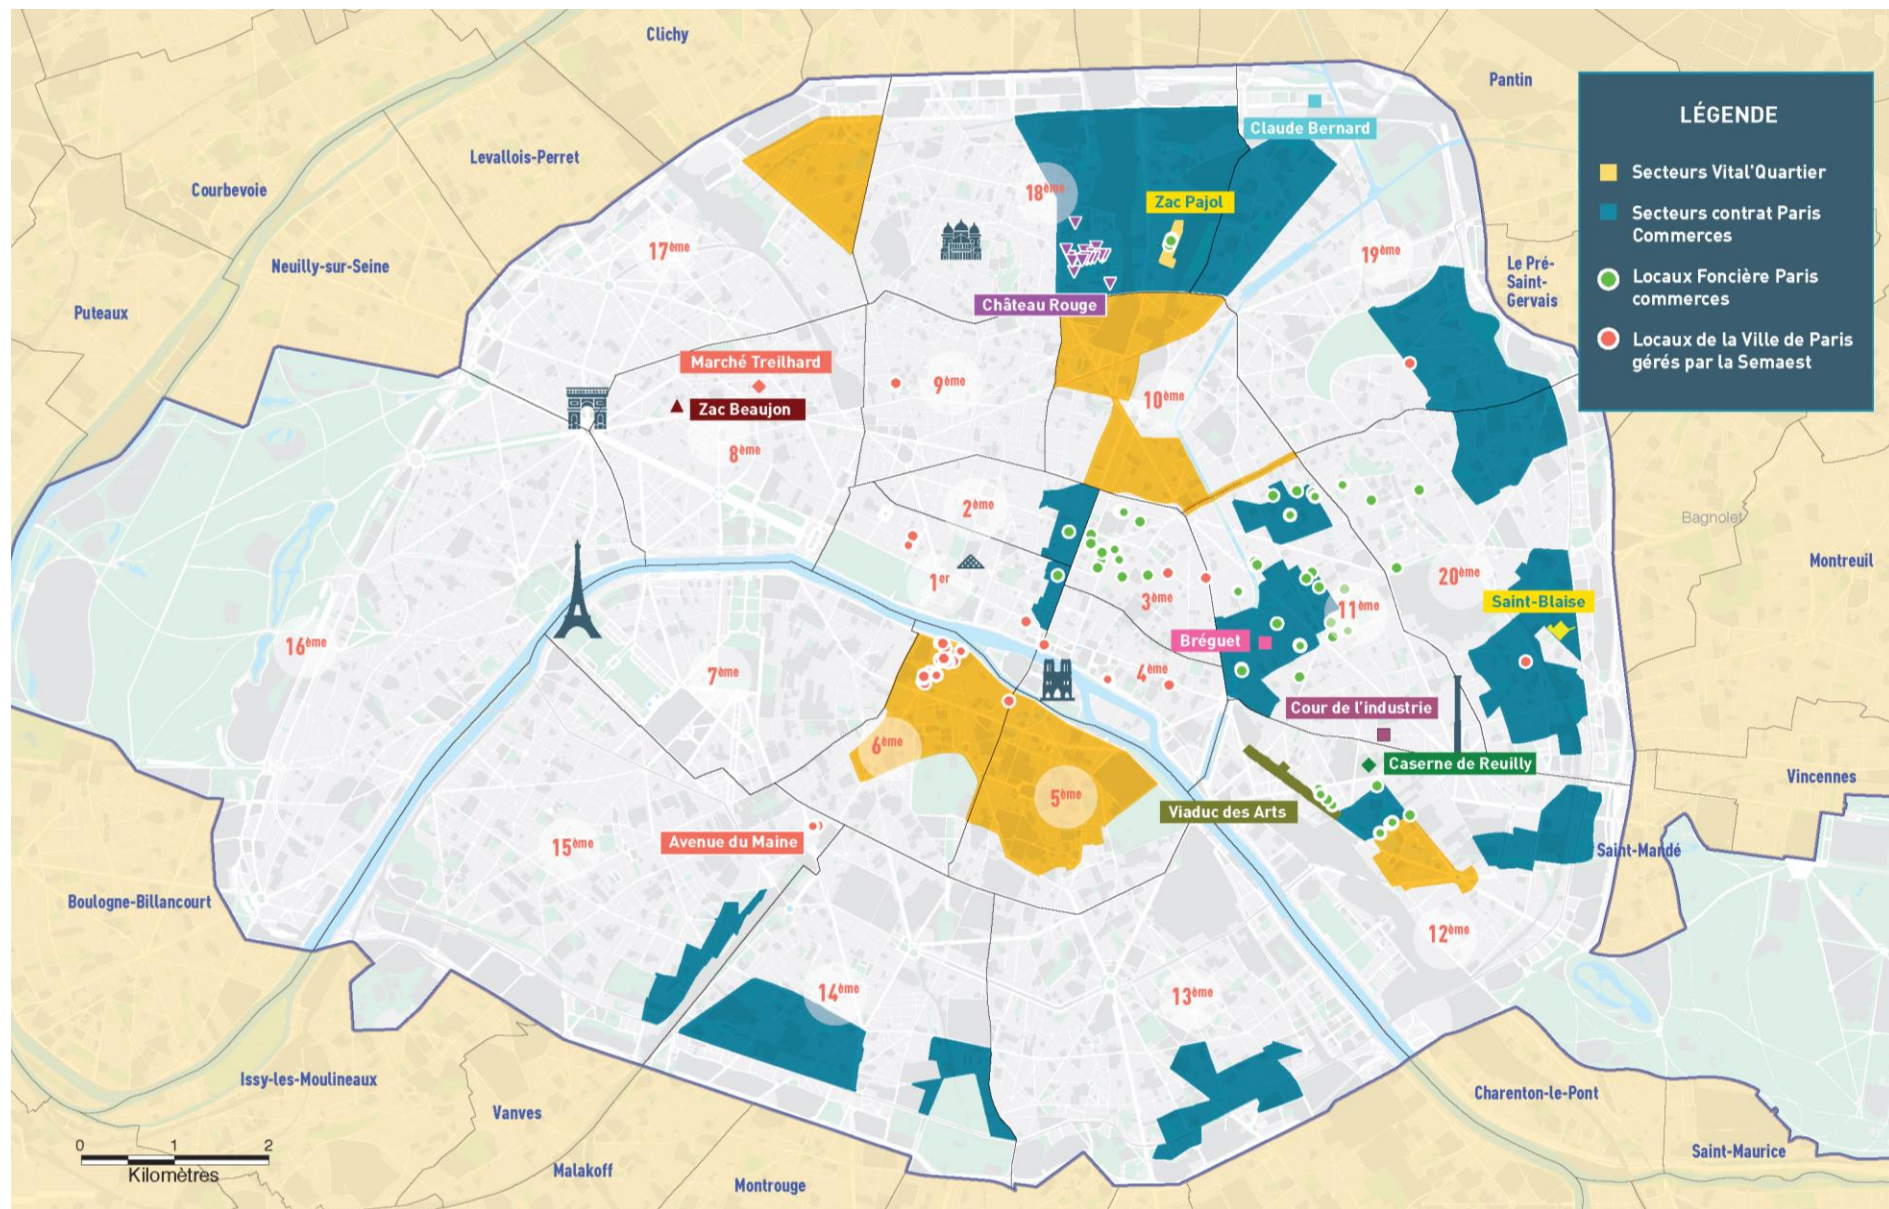 Clichy
Pantin
LÉGENDE
Secteurs Vital'Quartier
Secteurs contrat Paris
Commerces
Locaux Foncière Paris
commerces
Locaux de la Ville de Paris
gérés par la Semaest
Claude Bernard
Levallois-Perret
Courbevoie
18ème
Zac Pajol
17ème
19ème
Neuilly-sur-Seine
Le Pré-
Saint-
Gervais
Château Rouge
Puteaux
Marché Treilhard
9ème
Zac Beaujon
10ème
8ème
2ème
Bagnolet
Montreuil
1er
3ème
20ème
Saint-Blaise
11ème
16ème
Bréguet
7ème
4ème
Cour de l'industrie
6ème
Caserne de Reuilly
Vincennes
5ème
Viaduc des Arts
15ème
Avenue du Maine
Saint-Mandé
Boulogne-Billancourt
12ème
14ème
13ème
Issy-les-Moulineaux
Charenton-le-Pont
Vanves
0 1 2
Kilomètres
Saint-Maurice
Malakoff
Montrouge